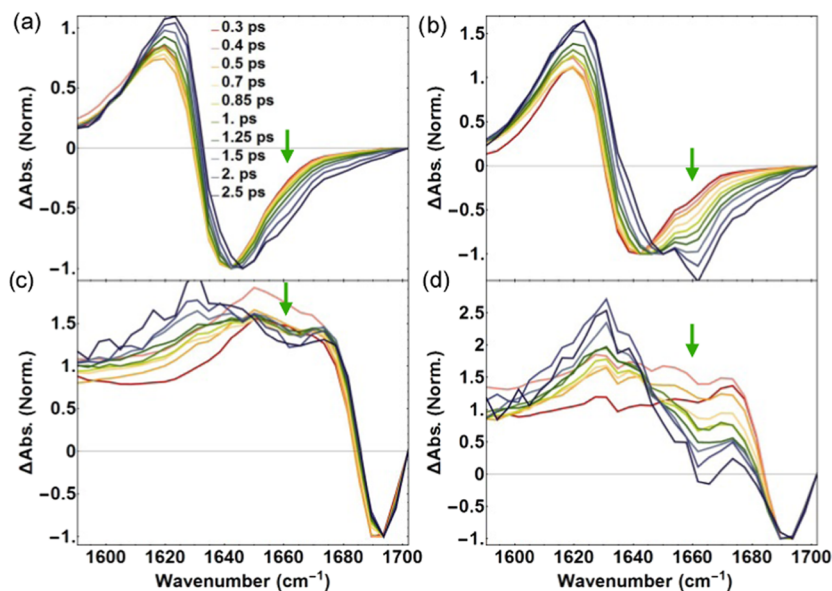 (a)
1.
0.5
0
−0.5
−1.
0.3 ps
0.4 ps
0.5 ps
0.7 ps
0.85 ps
1. ps
1.25 ps
1.5 ps
2. ps
2.5 ps
ΔAbs. (Norm.)
(b)
1.5
1.
0.5
0
−0.5
−1.
ΔAbs. (Norm.)
(c)
1.5
1.
0.5
0
−0.5
−1.
ΔAbs. (Norm.)
1600 1620 1640 1660 1680 1700
Wavenumber (cm⁻¹)
(d)
2.5
2.
1.5
1.
0.5
0
−0.5
−1.
ΔAbs. (Norm.)
1600 1620 1640 1660 1680 1700
Wavenumber (cm⁻¹)